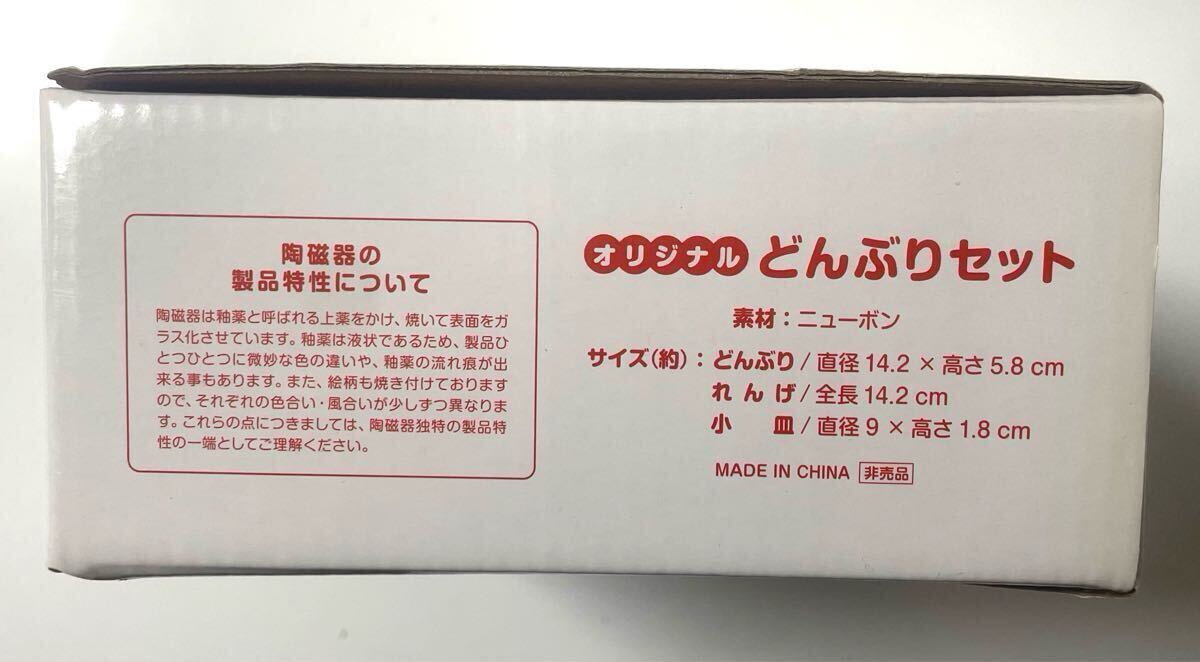 陶磁器の
製品特性について
陶磁器は釉薬と呼ばれる上薬をかけ、焼いて表面をガ
ラス化させています。釉薬は液状であるため、製品ひ
とつひとつに微妙な色の違いや、釉薬の流れ痕が出
来る事もあります。また、絵柄も焼き付けております
ので、それぞれの色合い・風合いが少しずつ異なりま
す。これらの点につきましては、陶磁器独特の製品特
性の一端としてご理解ください。
オリジナル どんぶりセット
素材：ニューボン
サイズ（約）：どんぶり/直径14.2×高さ5.8cm
れんげ/全長14.2cm
小皿/直径9×高さ1.8cm
MADE IN CHINA 非売品